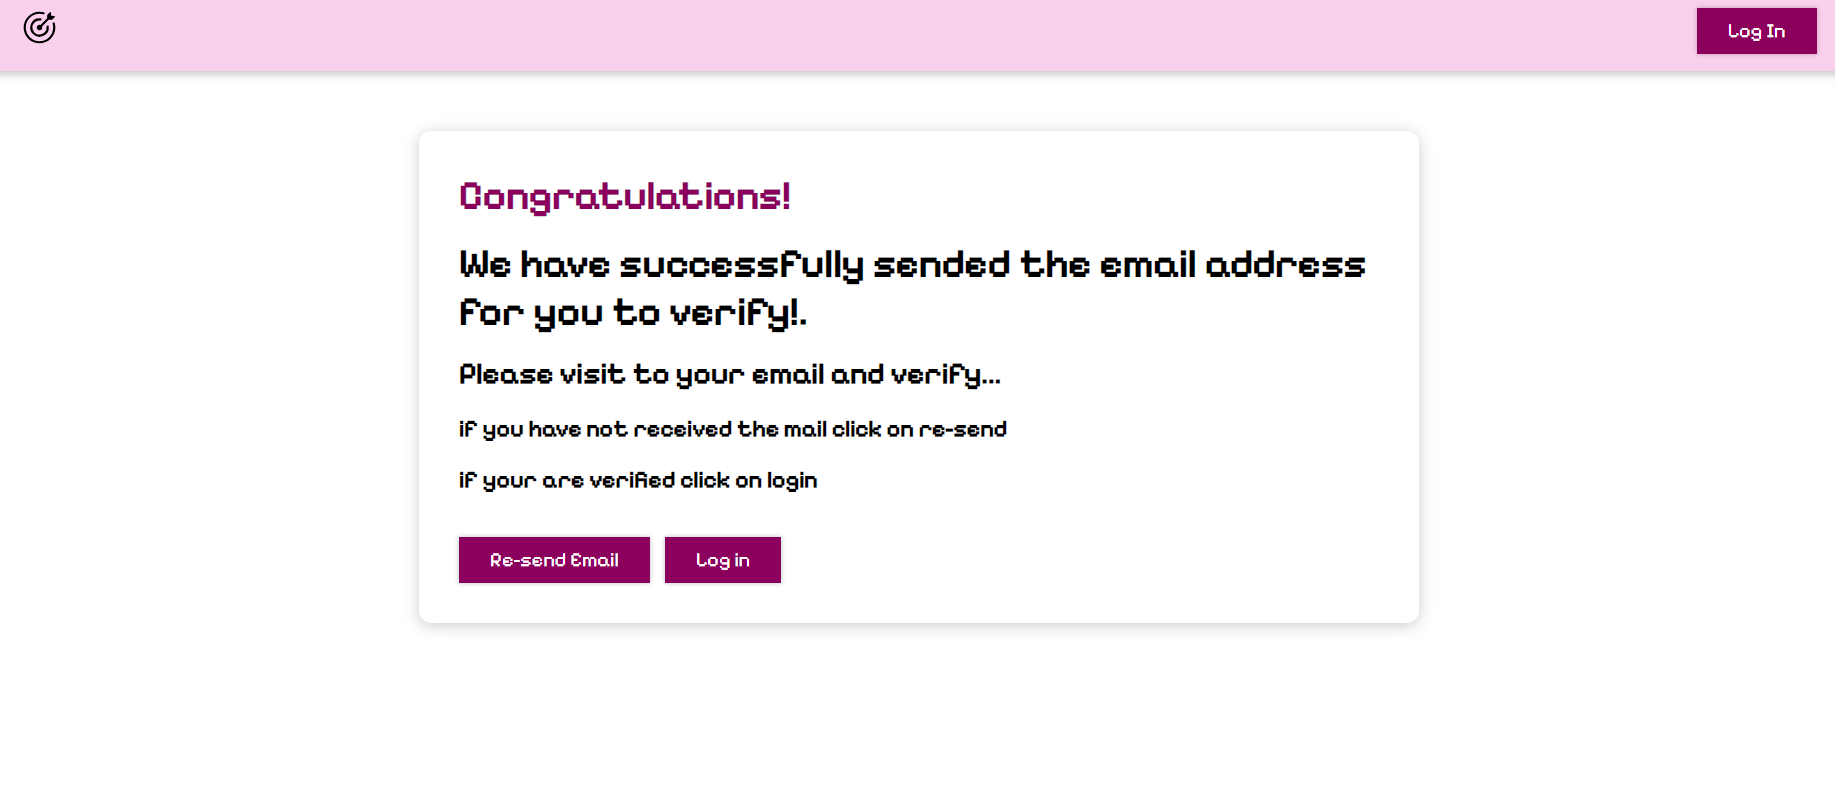 Log In
Congratulations!
We have successfully sended the email address
for you to verify!.
Please visit to your email and verify...
if you have not received the mail click on re-send
if your are verified click on login
Re-send Email
Log in